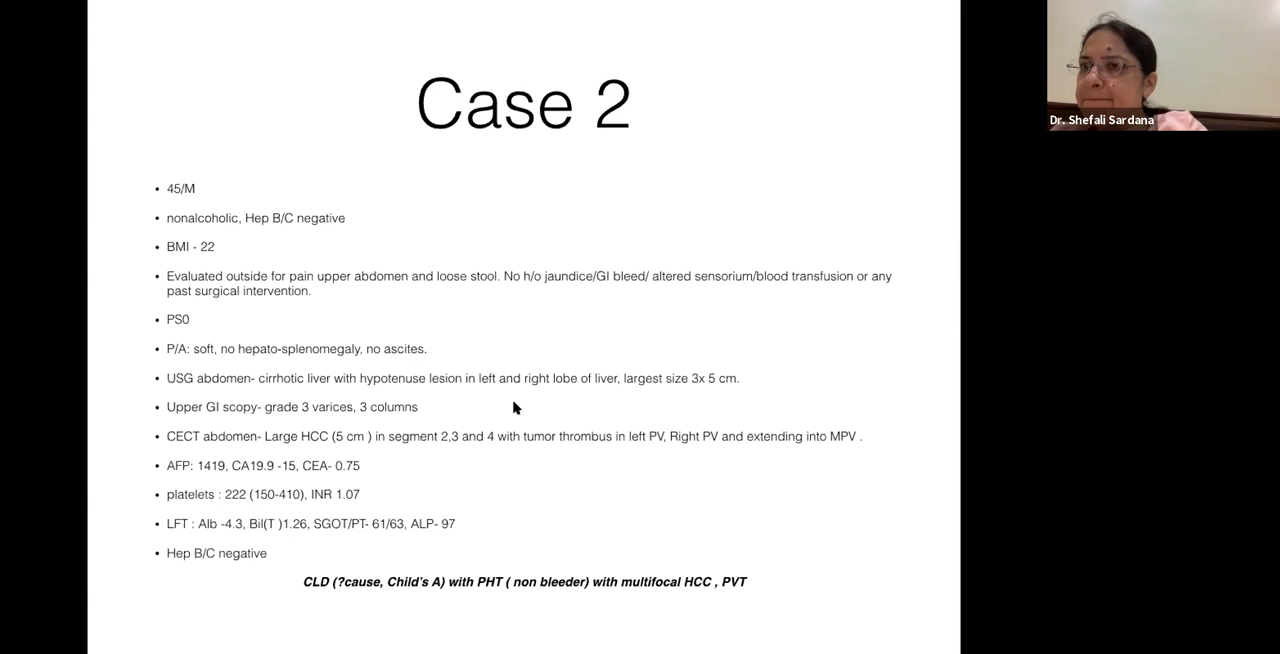 Case 2
• 45/M
• nonalcoholic, Hep B/C negative
• BMI - 22
• Evaluated outside for pain upper abdomen and loose stool. No h/o jaundice/GI bleed/ altered sensorium/blood transfusion or any
past surgical intervention.
• PS0
• P/A: soft, no hepato-splenomegaly, no ascites.
• USG abdomen- cirrhotic liver with hypotenuse lesion in left and right lobe of liver, largest size 3x 5 cm.
• Upper GI scopy- grade 3 varices, 3 columns
• CECT abdomen- Large HCC (5 cm ) in segment 2,3 and 4 with tumor thrombus in left PV, Right PV and extending into MPV .
• AFP: 1419, CA19.9 -15, CEA- 0.75
• platelets : 222 (150-410), INR 1.07
• LFT : Alb -4.3, Bil(T )1.26, SGOT/PT- 61/63, ALP- 97
• Hep B/C negative
CLD (?cause, Child's A) with PHT ( non bleeder) with multifocal HCC , PVT
Dr. Shefali Sardana